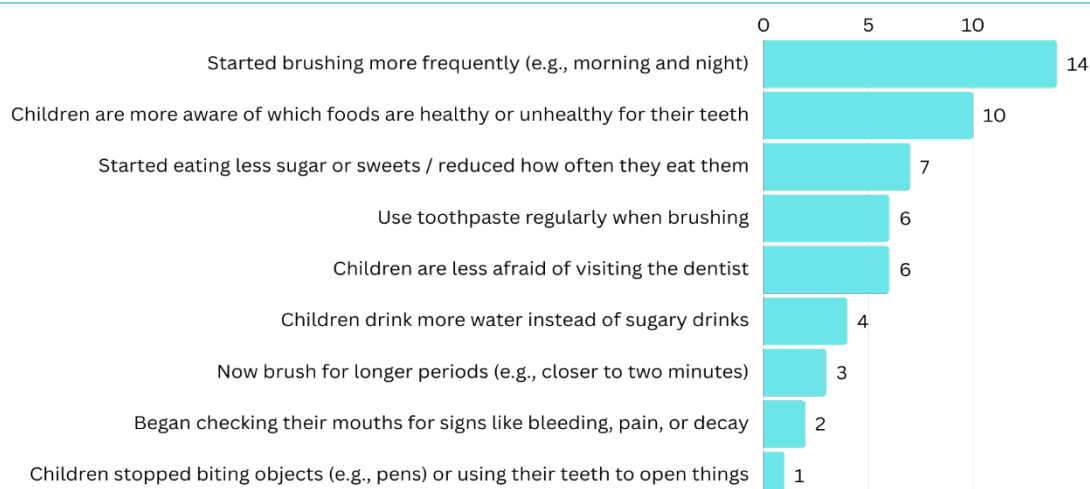 0 5 10
Started brushing more frequently (e.g., morning and night) 14
Children are more aware of which foods are healthy or unhealthy for their teeth 10
Started eating less sugar or sweets / reduced how often they eat them 7
Use toothpaste regularly when brushing 6
Children are less afraid of visiting the dentist 6
Children drink more water instead of sugary drinks 4
Now brush for longer periods (e.g., closer to two minutes) 3
Began checking their mouths for signs like bleeding, pain, or decay 2
Children stopped biting objects (e.g., pens) or using their teeth to open things 1